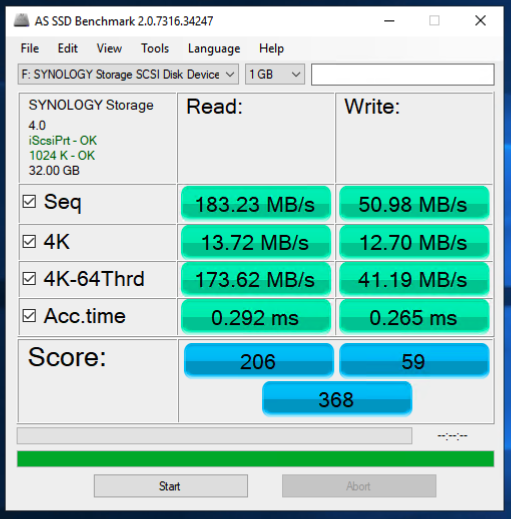 AS SSD Benchmark 2.0.7316.34247
File Edit View Tools Language Help
F: SYNOLOGY Storage SCSI Disk Device 1 GB
SYNOLOGY Storage Read: Write:
4.0
iScsiPrt - OK
1024 K - OK
32.00 GB
Seq 183.23 MB/s 50.98 MB/s
4K 13.72 MB/s 12.70 MB/s
4K-64Thrd 173.62 MB/s 41.19 MB/s
Acc.time 0.292 ms 0.265 ms
Score: 206 59
368
--:--:--
Start Abort